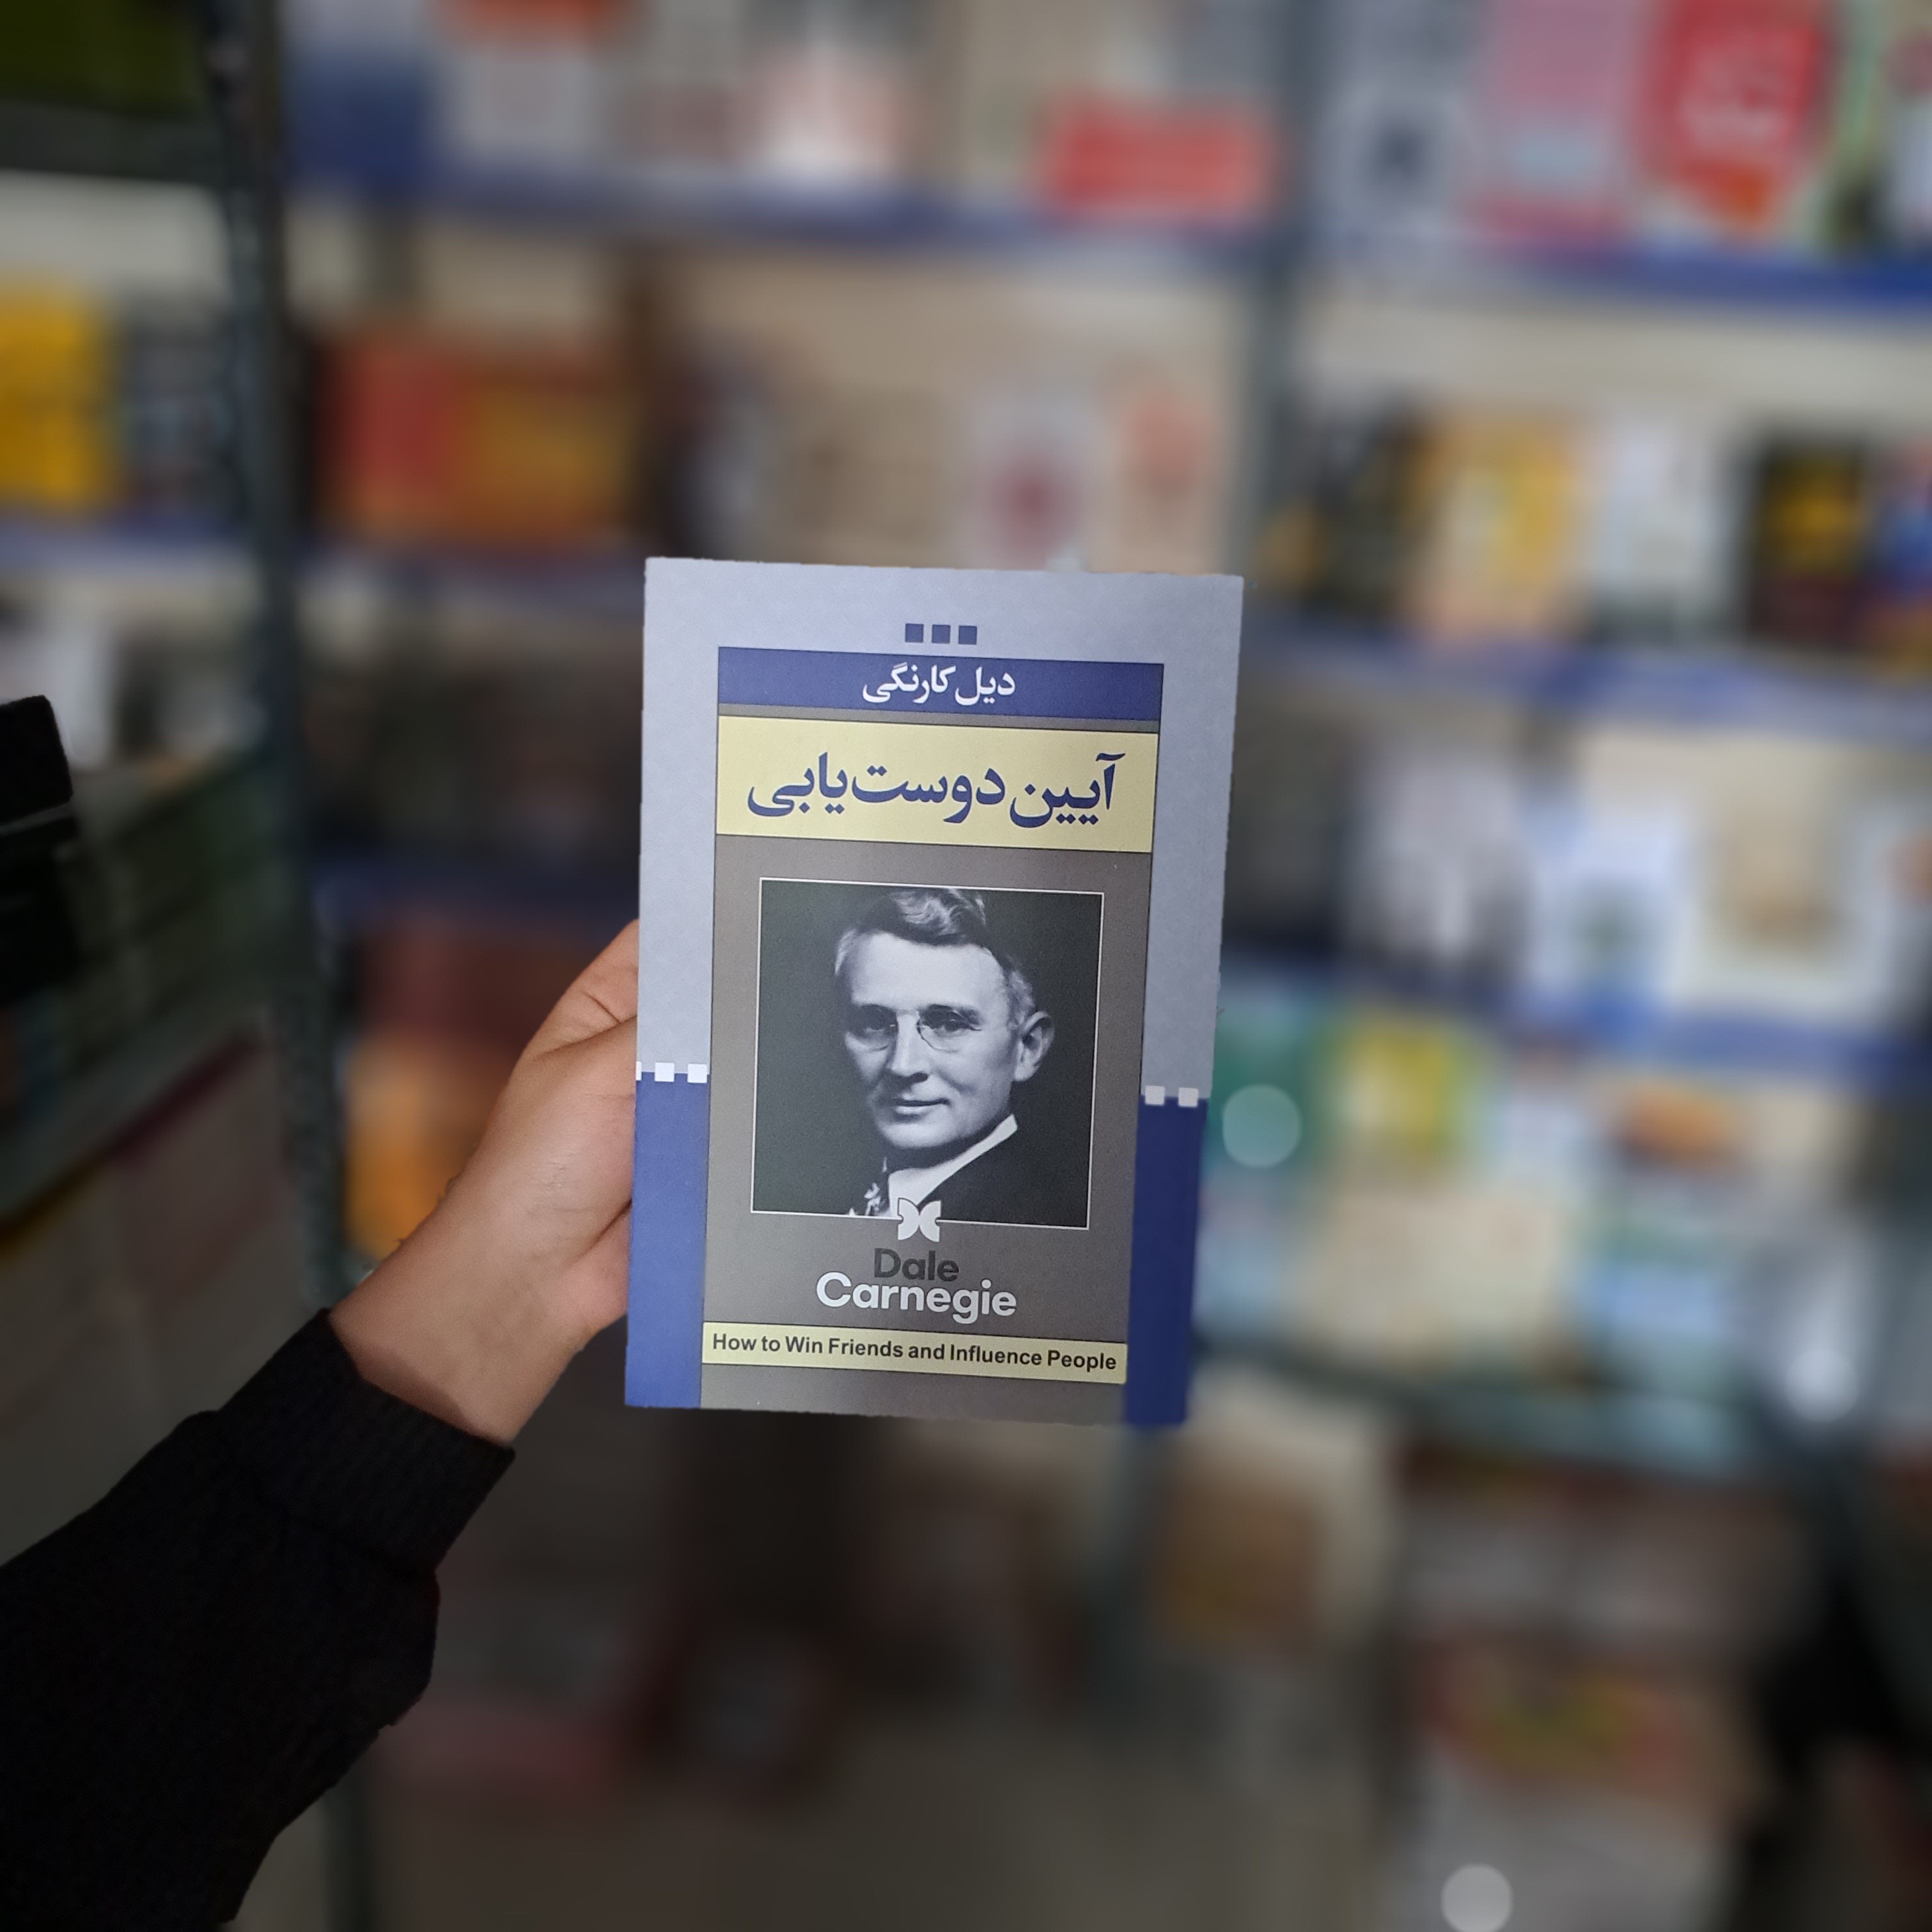 دیل کارنگی
آیین دوست‌یابی
Dale
Carnegie
How to Win Friends and Influence People